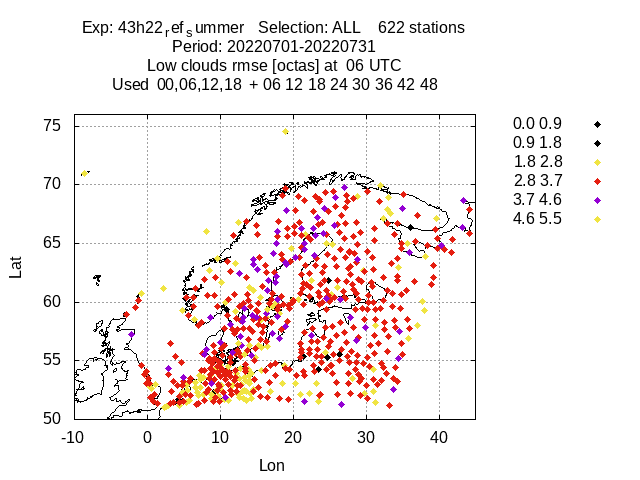 Exp: 43h22ref summer   Selection: ALL    622 stations
Period: 20220701-20220731
Low clouds rmse [octas] at  06 UTC
Used  00,06,12,18  + 06 12 18 24 30 36 42 48
75
70
65
60
55
50
Lat
-10 0 10 20 30 40
Lon
0.0 0.9
0.9 1.8
1.8 2.8
2.8 3.7
3.7 4.6
4.6 5.5